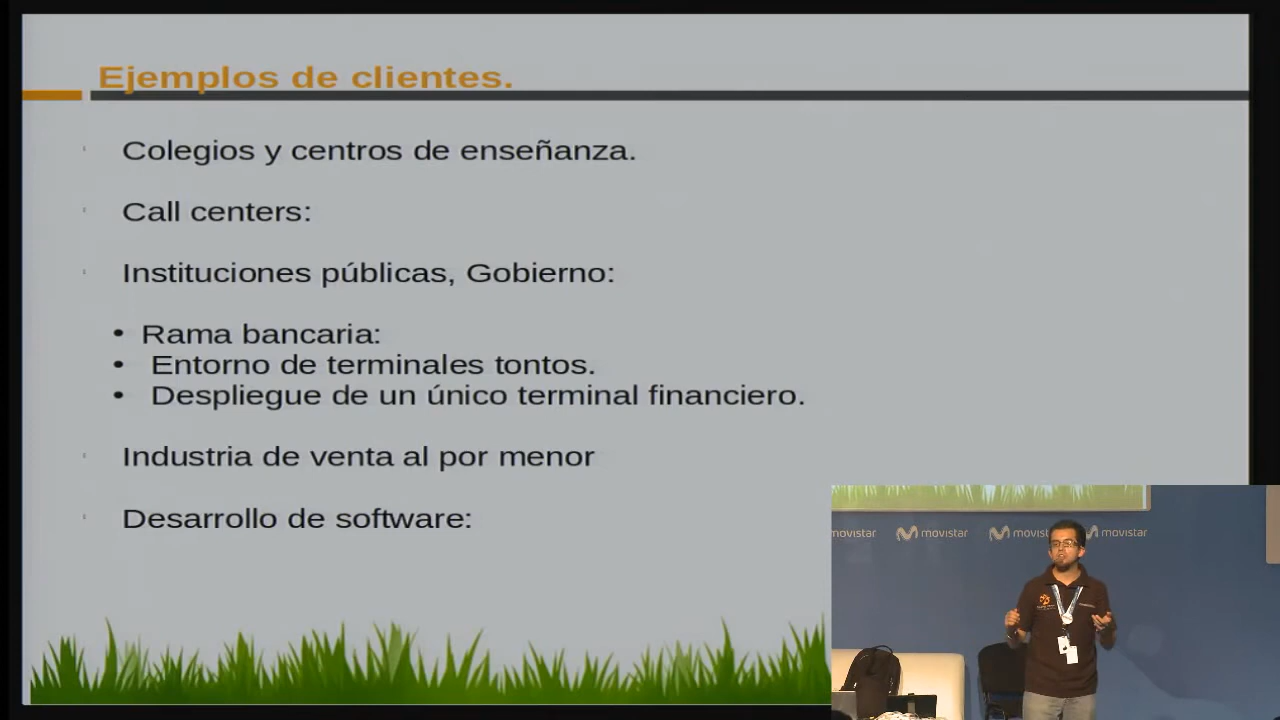 Ejemplos de clientes.
Colegios y centros de enseñanza.
Call centers:
Instituciones públicas, Gobierno:
• Rama bancaria:
• Entorno de terminales tontos.
• Despliegue de un único terminal financiero.
Industria de venta al por menor
Desarrollo de software:
movistar movistar movistar movistar